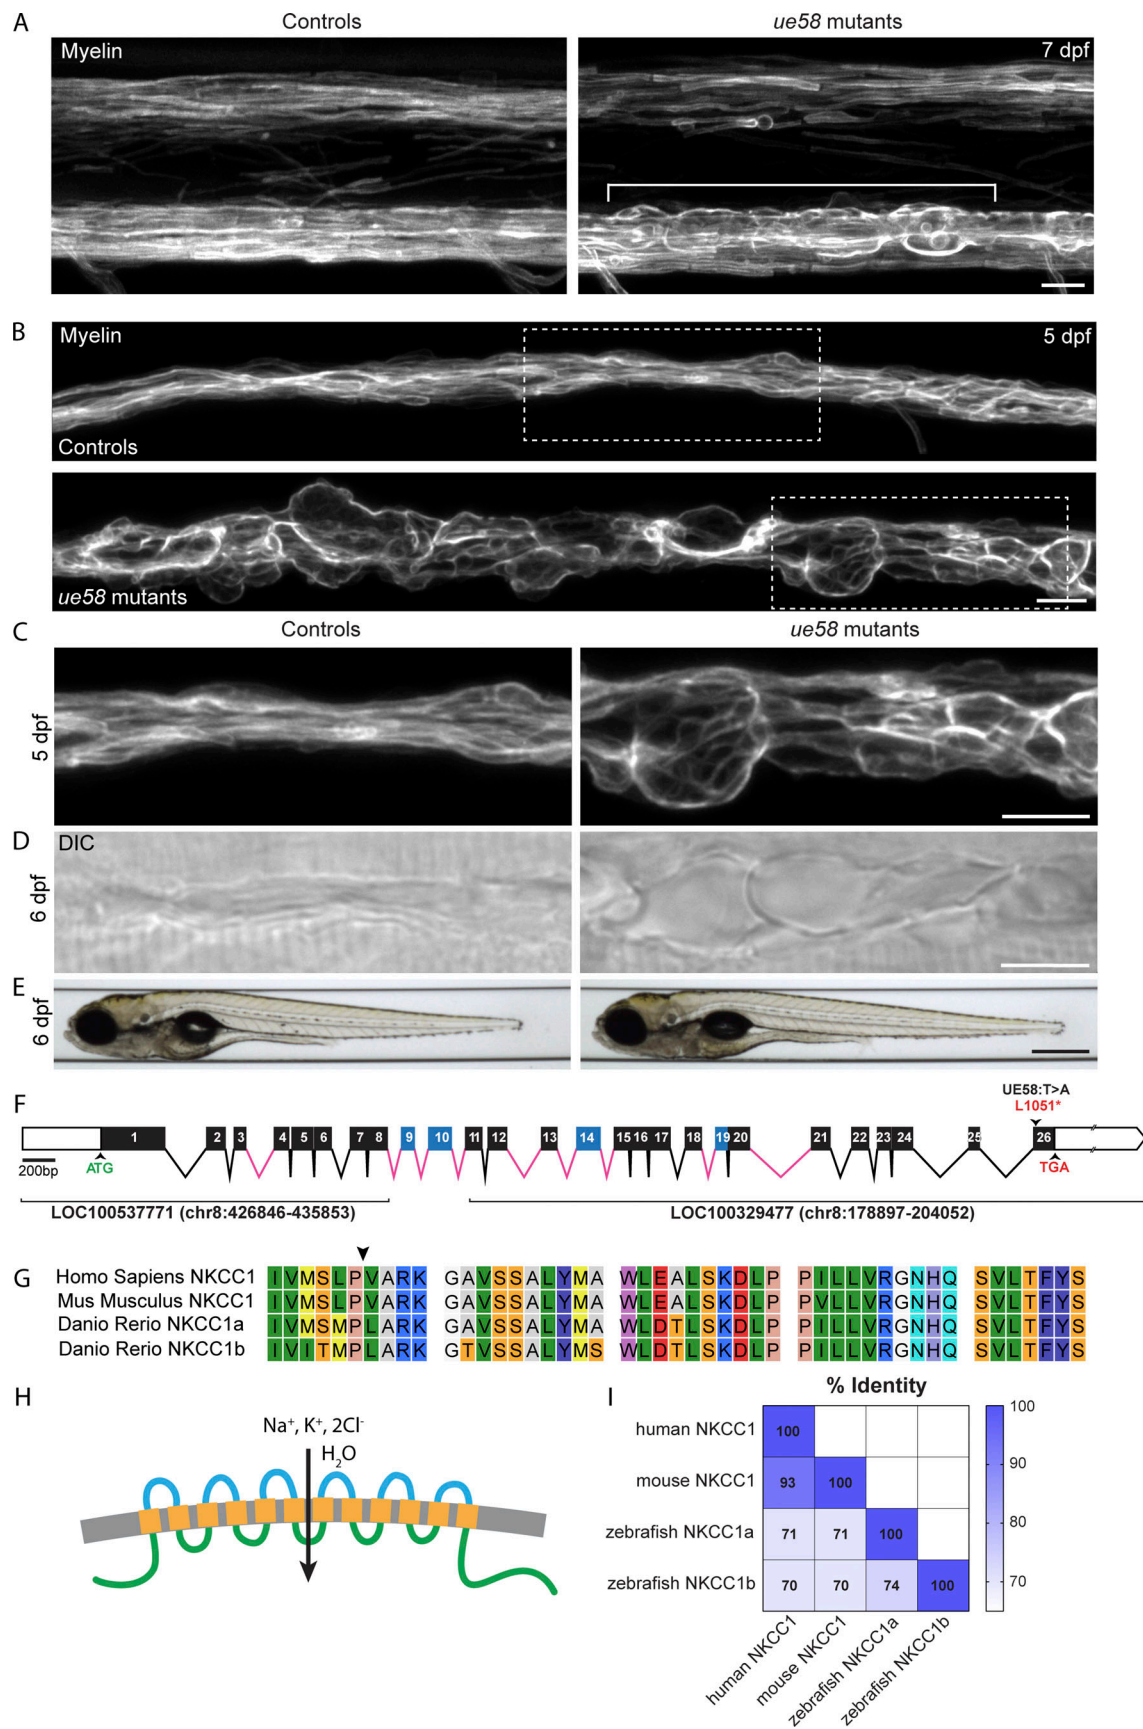 A
Controls
ue58 mutants
Myelin
7 dpf
B
Myelin
5 dpf
Controls
ue58 mutants
C
Controls
ue58 mutants
5 dpf
D
DIC
6 dpf
E
6 dpf
F
UE58:T>A
L1051*
1 2 3 4 5 6 7 8 9 10 11 12 13 14 15 16 17 18 19 20 21 22 23 24 25 26
ATG
TGA
200bp
LOC100537771 (chr8:426846-435853)
LOC100329477 (chr8:178897-204052)
G
Homo Sapiens NKCC1 IVMSLPVARK GAVSSALYMA WLEALSKDLP PILLVRGNHQ SVLTFYS
Mus Musculus NKCC1 IVMSLPVARK GAVSSALYMA WLEALSKDLP PVLLVRGNHQ SVLTFYS
Danio Rerio NKCC1a IVMSMPLARK GAVSSALYMA WLDTLSKDLP PILLVRGNHQ SVLTFYS
Danio Rerio NKCC1b IVITMPLARK GTVSSALYMS WLDTLSKDLP PILLVRGNHQ SVLTFYS
H
Na⁺, K⁺, 2Cl⁻
H₂O
I
% Identity
human NKCC1 100
mouse NKCC1 93 100
zebrafish NKCC1a 71 71 100
zebrafish NKCC1b 70 70 74 100
human NKCC1
mouse NKCC1
zebrafish NKCC1a
zebrafish NKCC1b
100
90
80
70